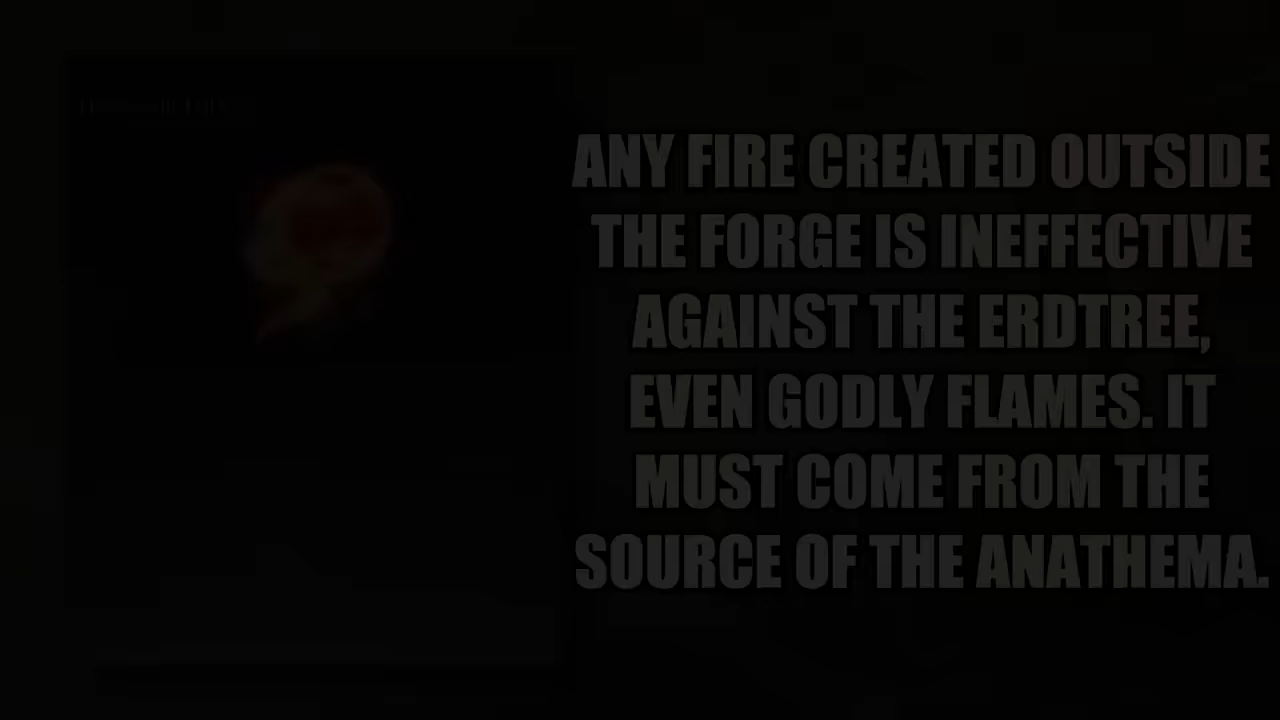 ANY FIRE CREATED OUTSIDE
THE FORGE IS INEFFECTIVE
AGAINST THE ERDTREE,
EVEN GODLY FLAMES. IT
MUST COME FROM THE
SOURCE OF THE ANATHEMA.